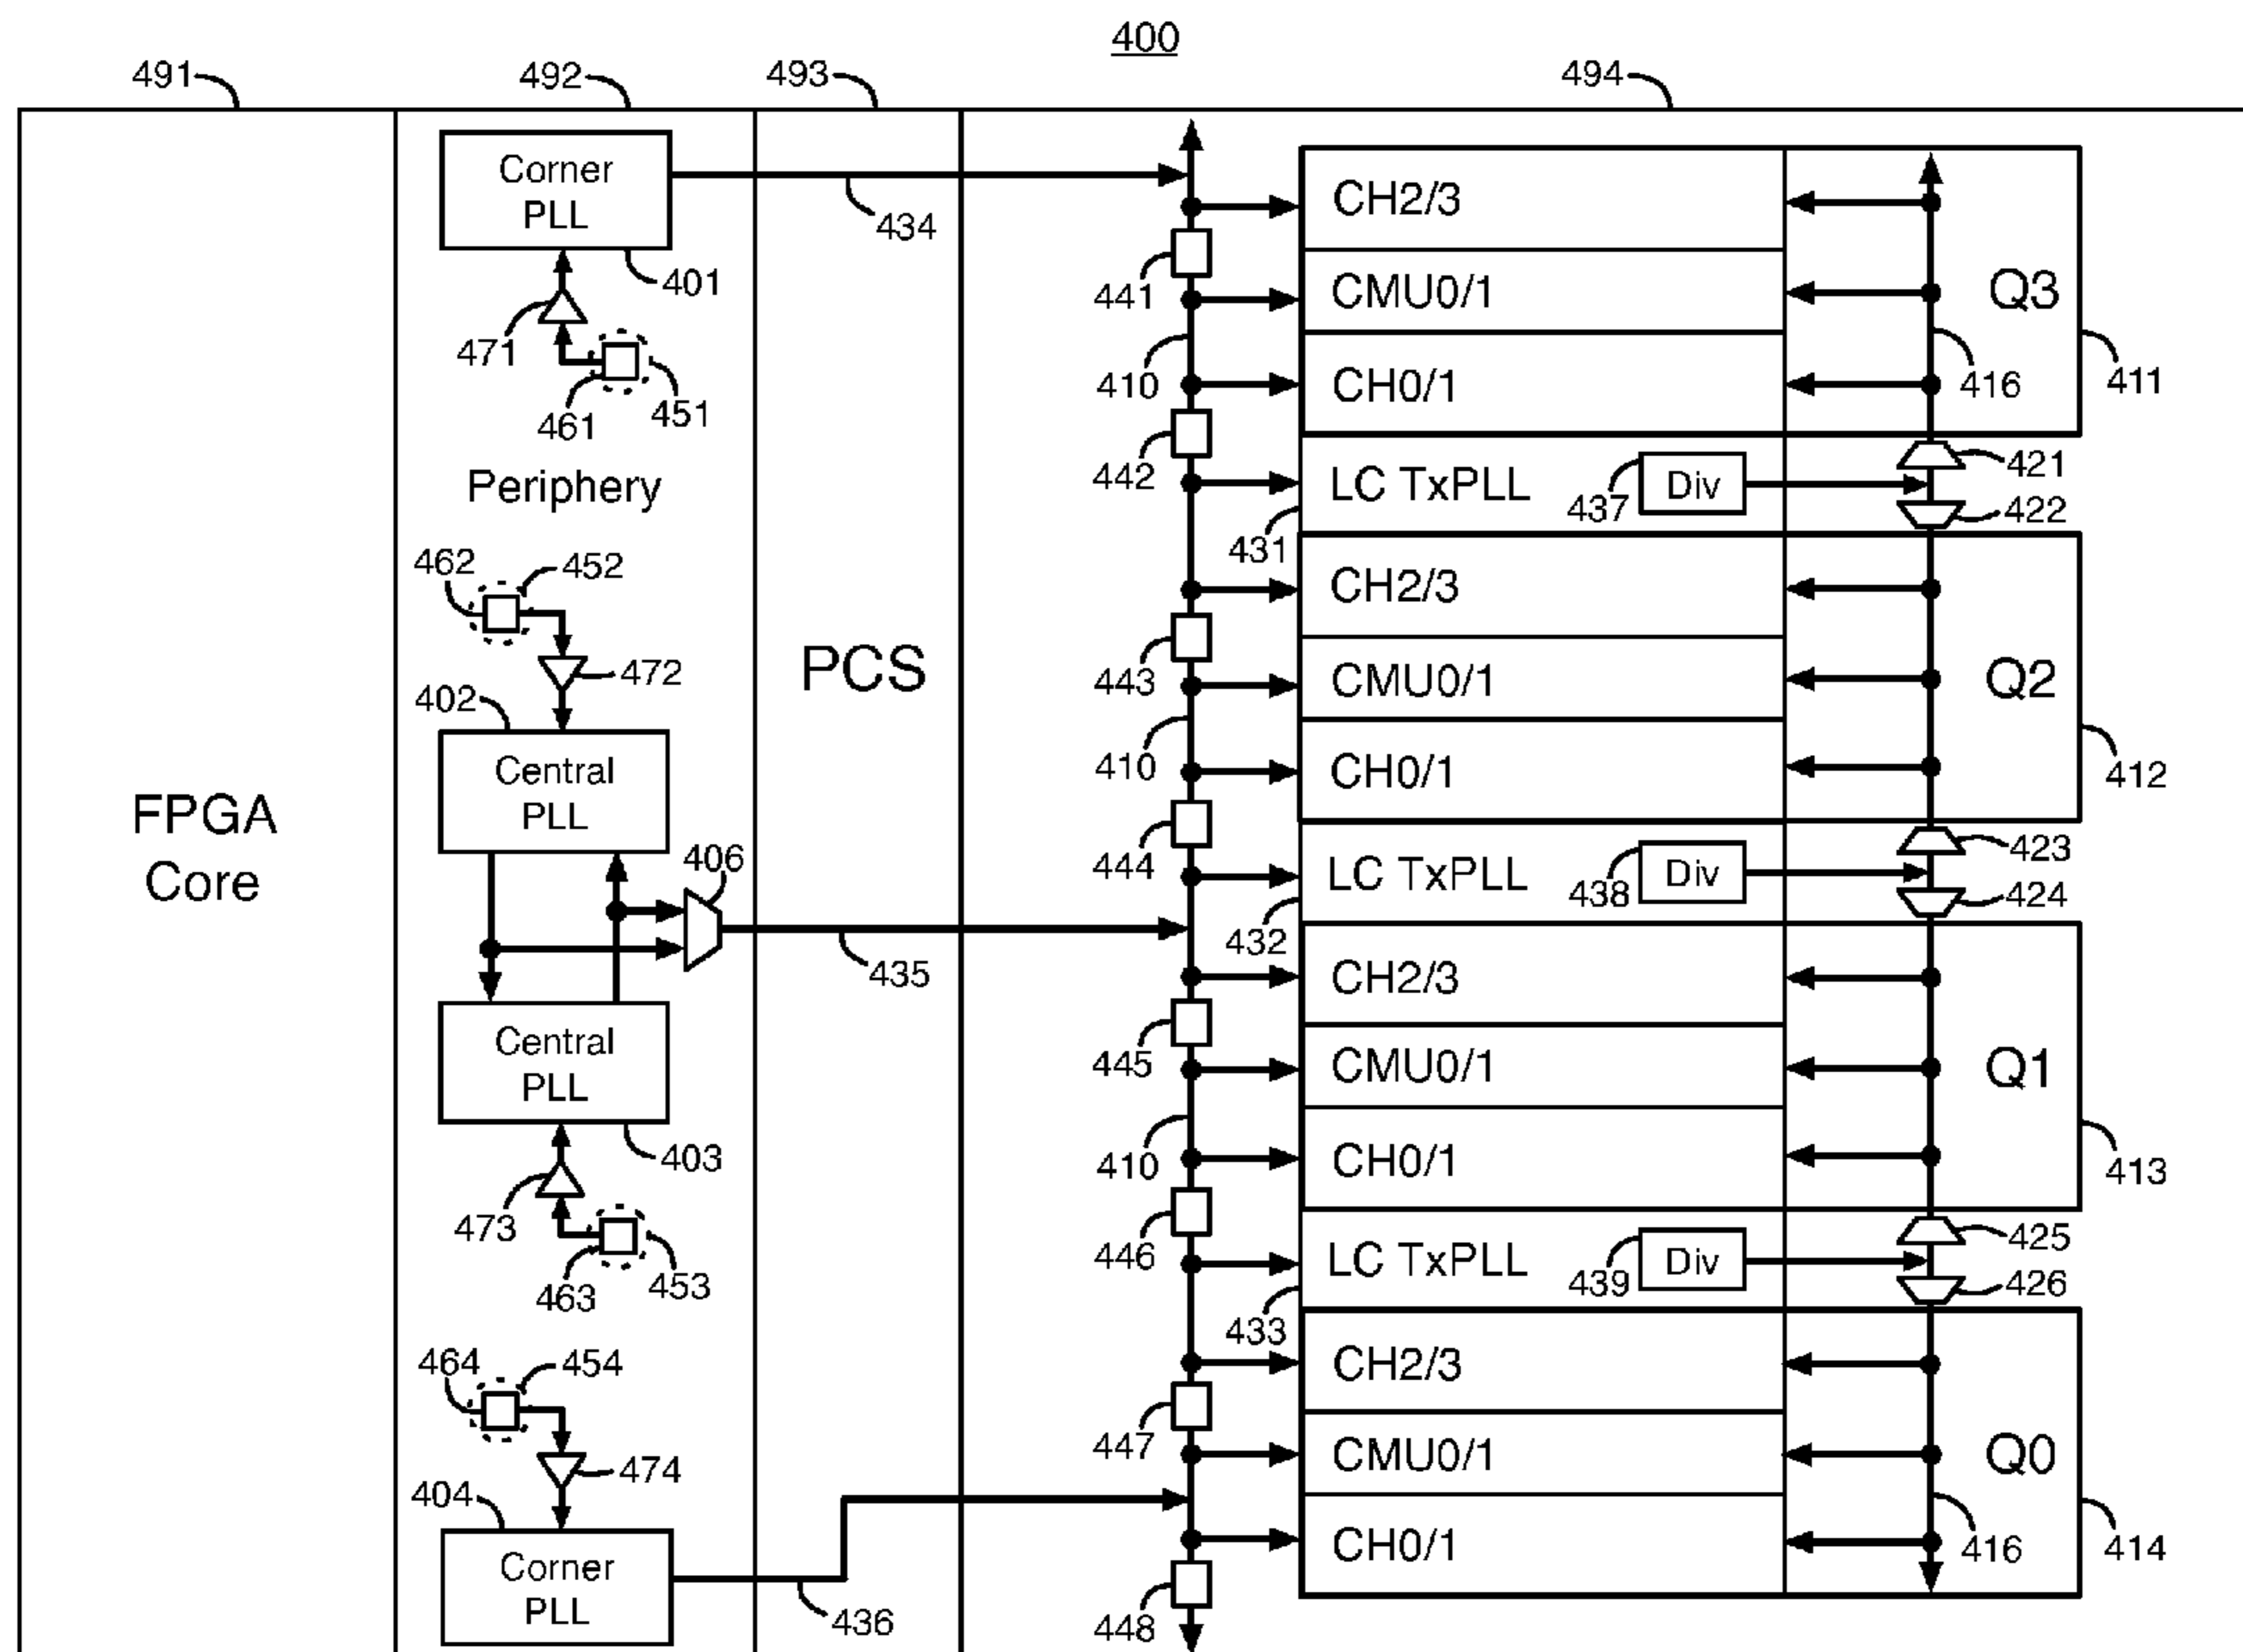 400
491
492
493
494
Corner
PLL
434
401
471
461
451
Periphery
462
452
472
402
Central
PLL
406
435
Central
PLL
403
473
463
453
464
454
474
404
Corner
PLL
436
FPGA
Core
PCS
441
410
442
443
410
444
445
410
446
447
448
CH2/3
CMU0/1
CH0/1
Q3
416
411
LC TxPLL
437
Div
421
422
431
CH2/3
CMU0/1
CH0/1
Q2
412
LC TxPLL
438
Div
423
424
432
CH2/3
CMU0/1
CH0/1
Q1
413
LC TxPLL
439
Div
425
426
433
CH2/3
CMU0/1
CH0/1
Q0
416
414